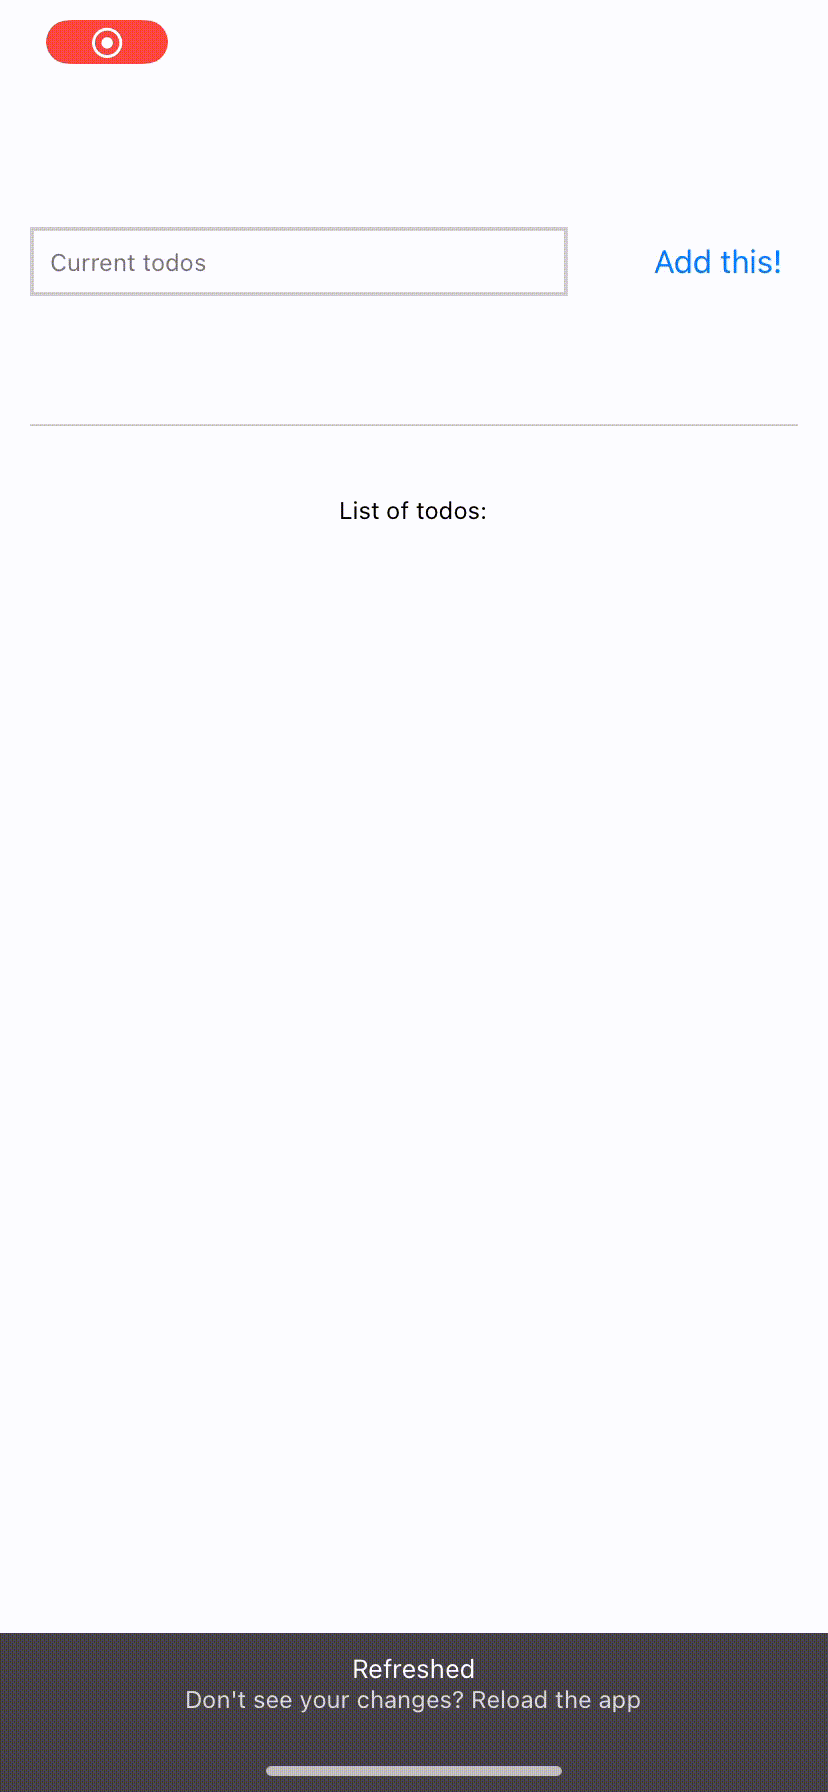 Current todos
Add this!
List of todos:
Refreshed
Don't see your changes? Reload the app